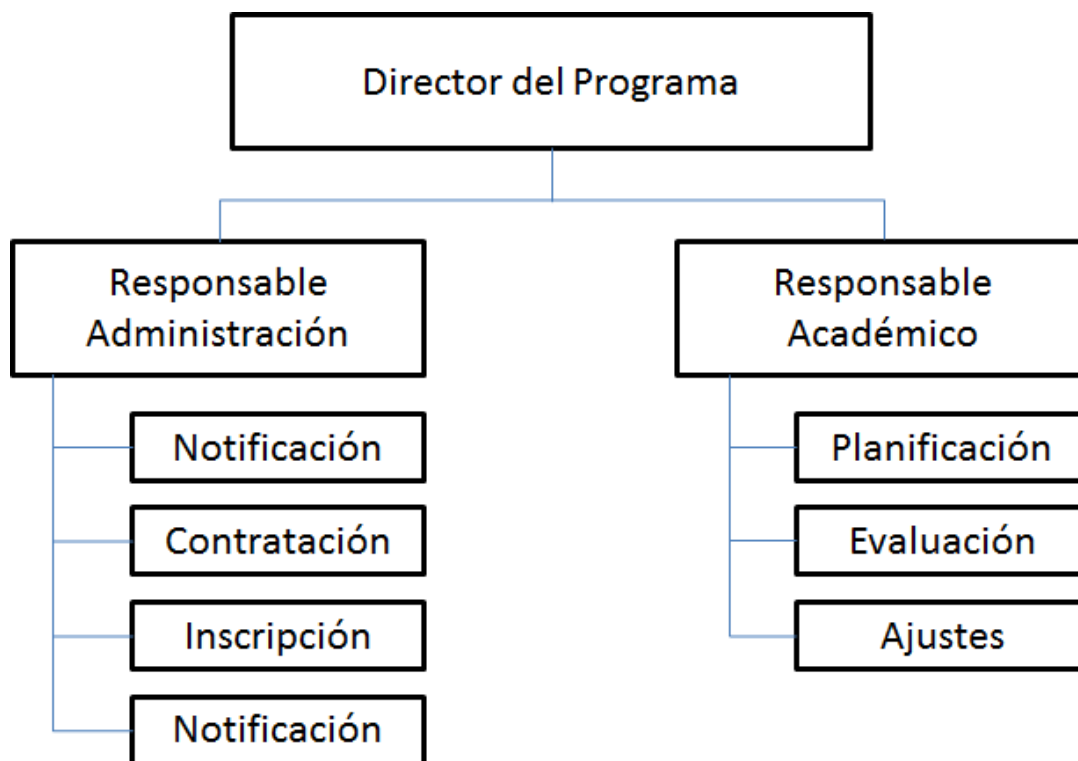 Director del Programa
Responsable
Administración
Notificación
Contratación
Inscripción
Notificación
Responsable
Académico
Planificación
Evaluación
Ajustes